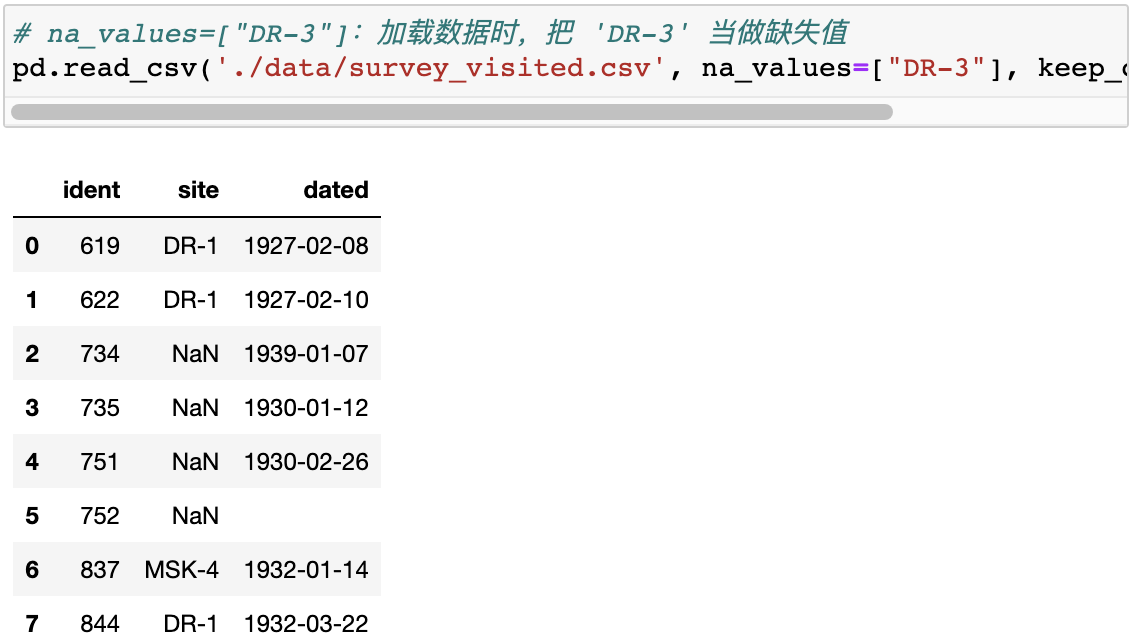 # na_values=["DR-3"]：加载数据时，把 'DR-3' 当做缺失值
pd.read_csv('./data/survey_visited.csv', na_values=["DR-3"], keep_
ident site dated
0 619 DR-1 1927-02-08
1 622 DR-1 1927-02-10
2 734 NaN 1939-01-07
3 735 NaN 1930-01-12
4 751 NaN 1930-02-26
5 752 NaN
6 837 MSK-4 1932-01-14
7 844 DR-1 1932-03-22